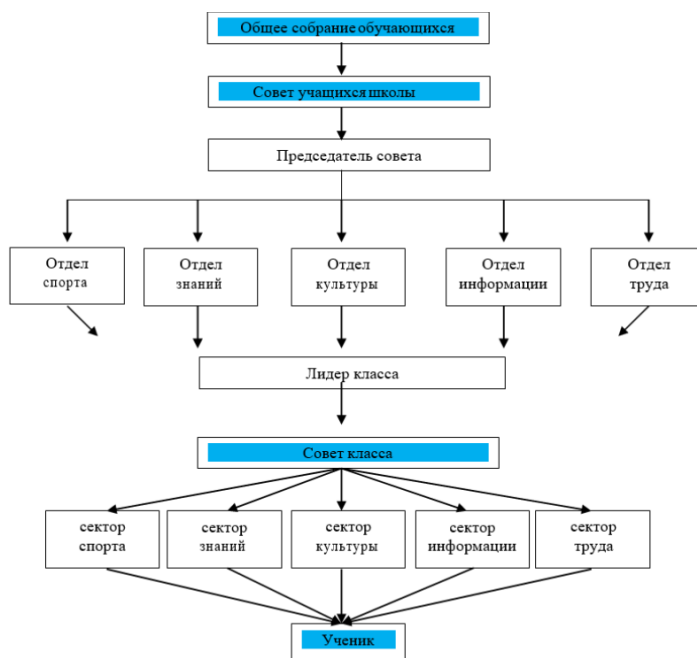 Общее собрание обучающихся
Совет учащихся школы
Председатель совета
Отдел
спорта
Отдел
знаний
Отдел
культуры
Отдел
информации
Отдел
труда
Лидер класса
Совет класса
сектор
спорта
сектор
знаний
сектор
культуры
сектор
информации
сектор
труда
Ученик